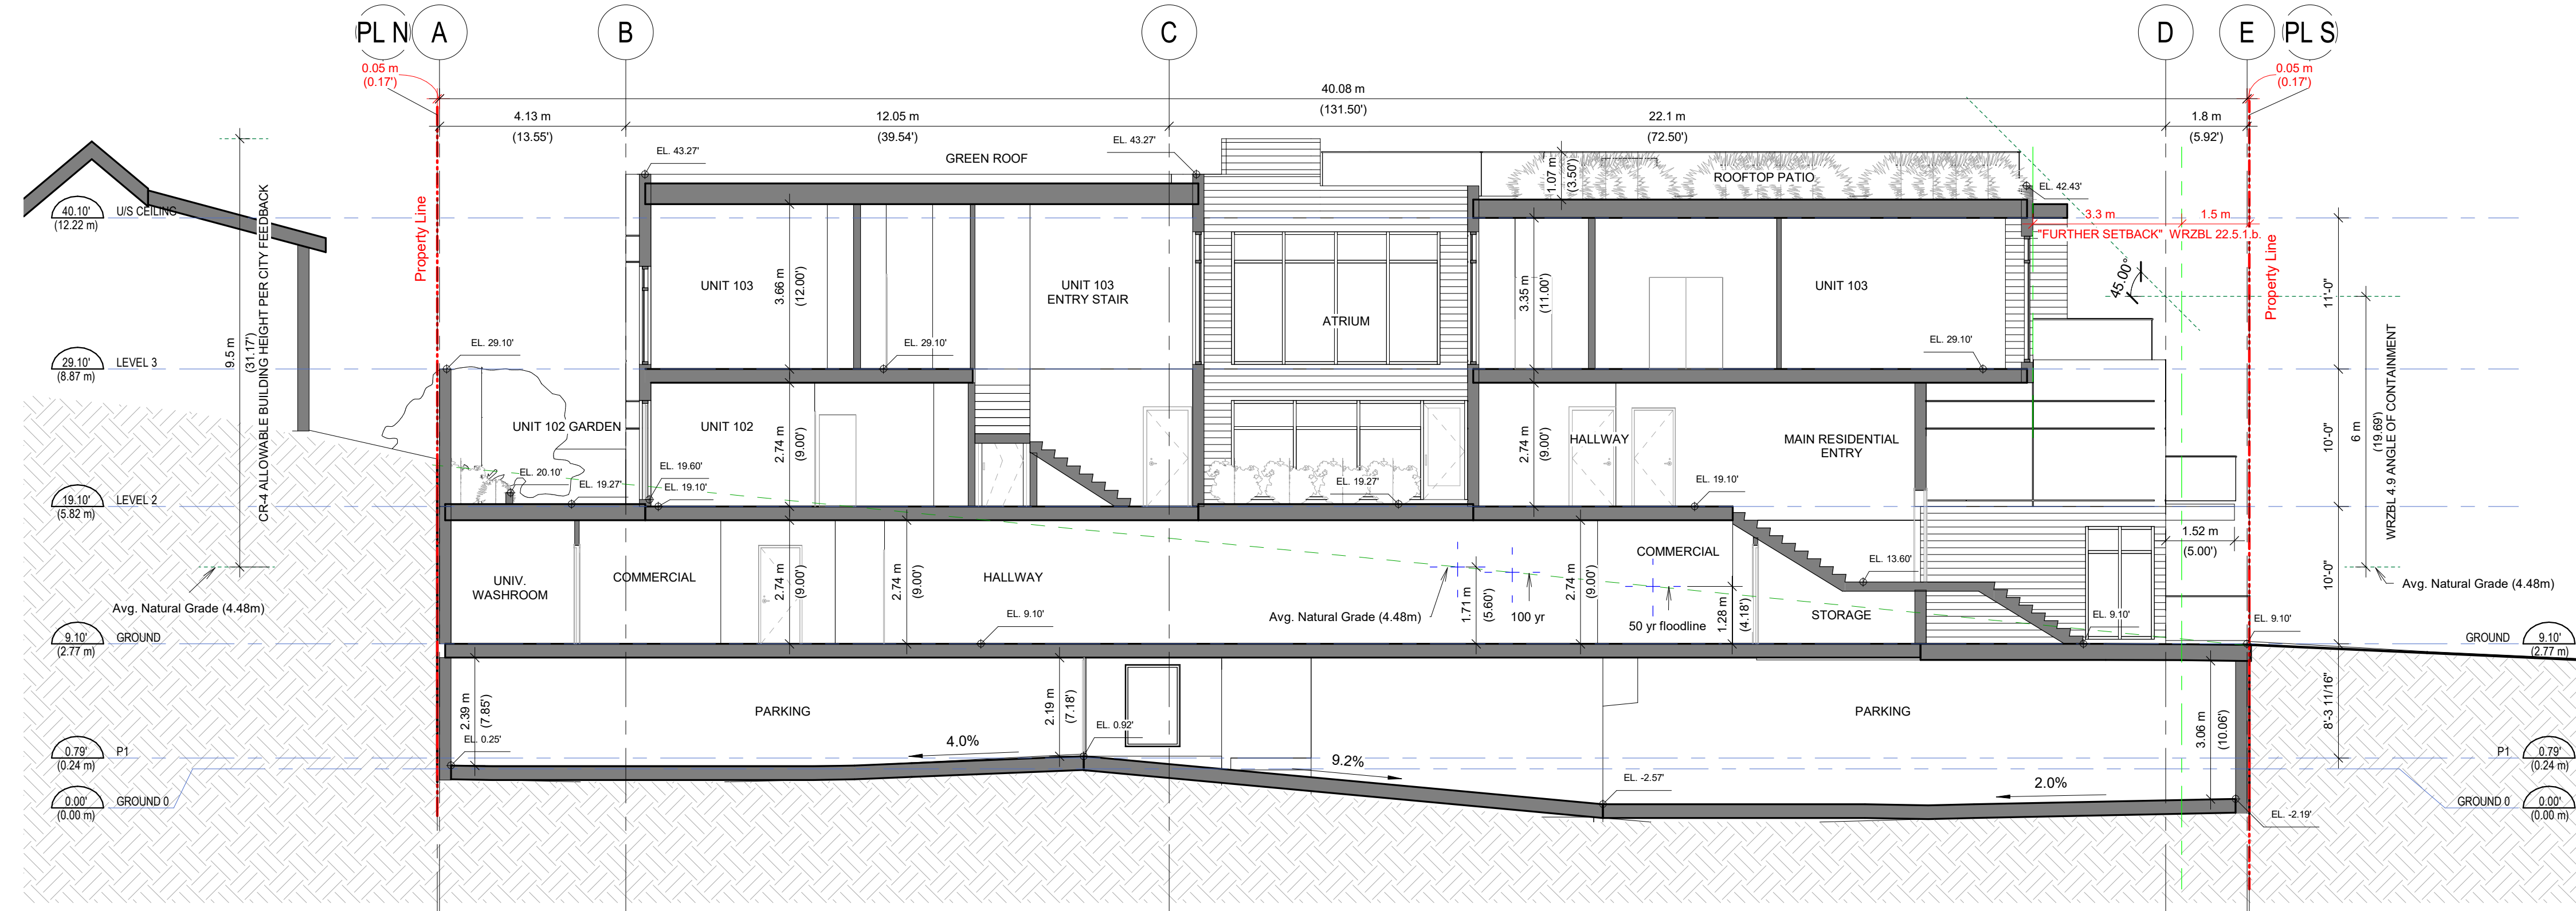 PL N
A
B
C
D
E
PL S
0.05 m
(0.17')
0.05 m
(0.17')
40.08 m
(131.50')
4.13 m
(13.55')
12.05 m
(39.54')
22.1 m
(72.50')
1.8 m
(5.92')
EL. 43.27'
GREEN ROOF
EL. 43.27'
1.07 m
(3.50')
ROOFTOP PATIO
EL. 42.43'
40.10'
(12.22 m)
U/S CEILING
Property Line
3.3 m
1.5 m
"FURTHER SETBACK" WRZBL 22.5.1.b.
Property Line
9.5 m
(31.17')
CR-4 ALLOWABLE BUILDING HEIGHT PER CITY FEEDBACK
UNIT 103
3.66 m
(12.00')
UNIT 103
ENTRY STAIR
ATRIUM
3.35 m
(11.00')
UNIT 103
45.00°
11'-0"
29.10'
(8.87 m)
LEVEL 3
EL. 29.10'
EL. 29.10'
EL. 29.10'
UNIT 102 GARDEN
UNIT 102
2.74 m
(9.00')
2.74 m
(9.00')
HALLWAY
MAIN RESIDENTIAL
ENTRY
10'-0"
6 m
(19.69')
WRZBL 4.9 ANGLE OF CONTAINMENT
EL. 20.10'
EL. 19.60'
EL. 19.27'
EL. 19.10'
EL. 19.27'
EL. 19.10'
19.10'
(5.82 m)
LEVEL 2
1.52 m
(5.00')
UNIV.
WASHROOM
COMMERCIAL
2.74 m
(9.00')
2.74 m
(9.00')
HALLWAY
2.74 m
(9.00')
COMMERCIAL
EL. 13.60'
10'-0"
Avg. Natural Grade (4.48m)
Avg. Natural Grade (4.48m)
1.71 m
(5.60')
100 yr
50 yr floodline
1.28 m
(4.18')
STORAGE
Avg. Natural Grade (4.48m)
EL. 9.10'
EL. 9.10'
EL. 9.10'
9.10'
(2.77 m)
GROUND
GROUND
9.10'
(2.77 m)
2.39 m
(7.85')
PARKING
2.19 m
(7.18')
PARKING
3.06 m
(10.06')
8'-3 11/16"
EL. 0.25'
EL. 0.92'
4.0%
9.2%
EL. -2.57'
2.0%
EL. -2.19'
0.79'
(0.24 m)
P1
P1
0.79'
(0.24 m)
0.00'
(0.00 m)
GROUND 0
GROUND 0
0.00'
(0.00 m)